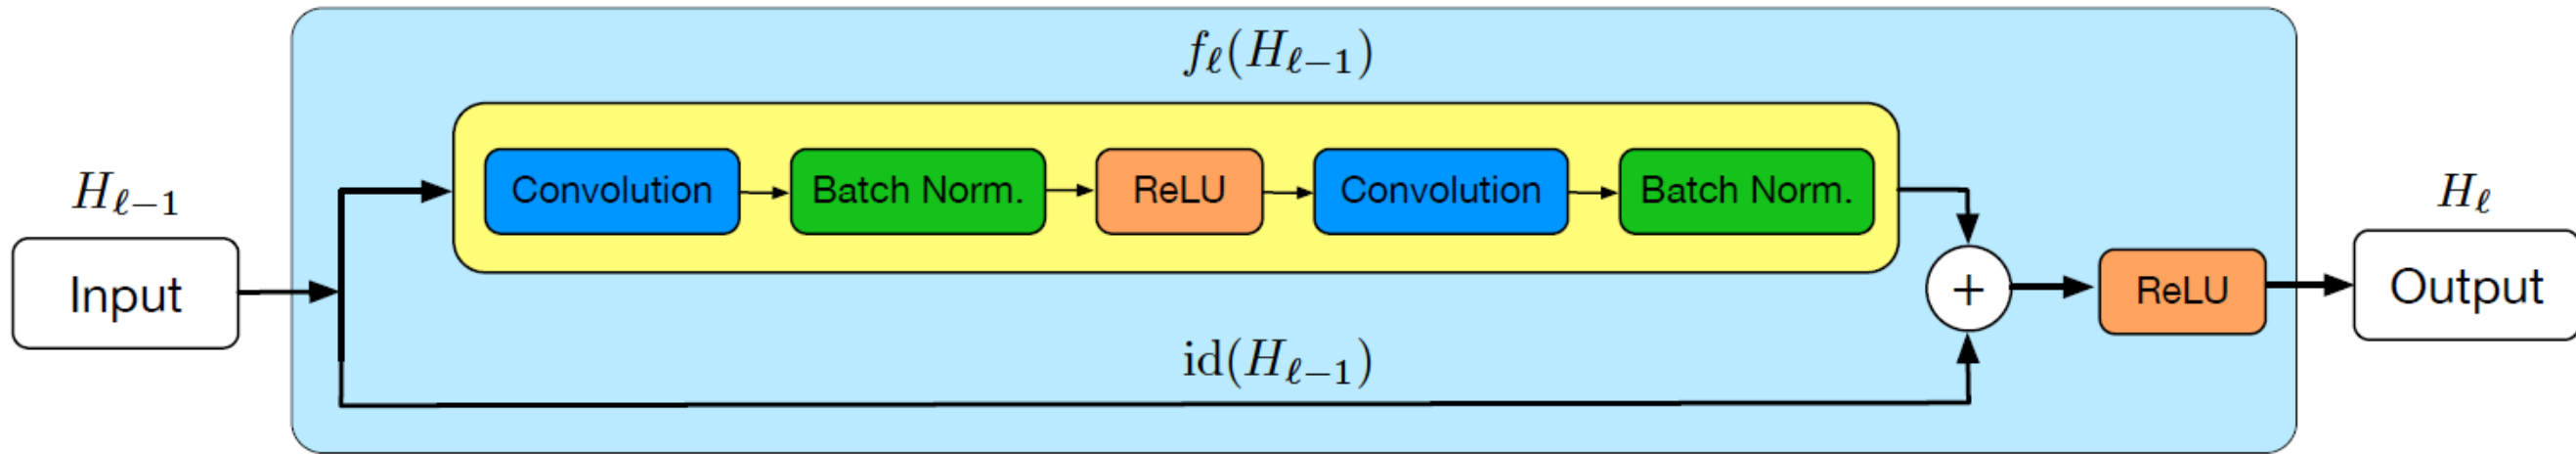 fℓ(Hℓ−1)
Hℓ−1
Input
Convolution
Batch Norm.
ReLU
Convolution
Batch Norm.
+
ReLU
Hℓ
Output
id(Hℓ−1)